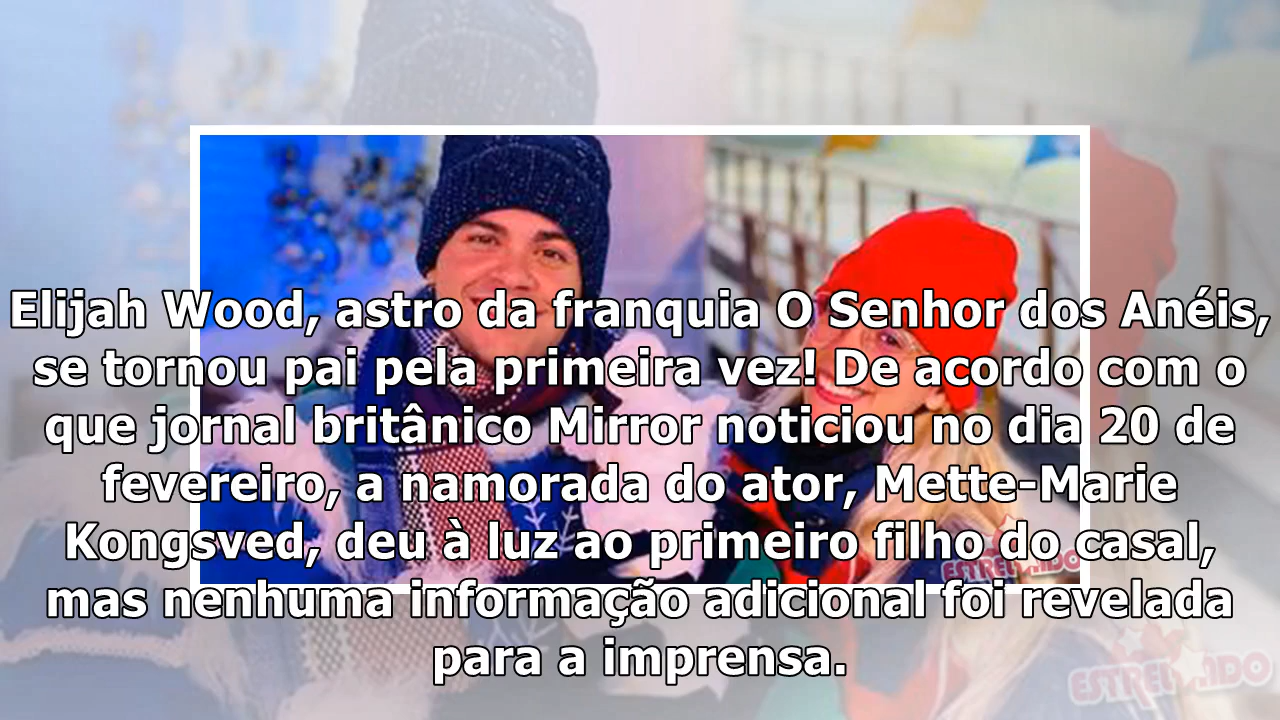 Elijah Wood, astro da franquia O Senhor dos Anéis,
se tornou pai pela primeira vez! De acordo com o
que jornal britânico Mirror noticiou no dia 20 de
fevereiro, a namorada do ator, Mette-Marie
Kongsved, deu à luz ao primeiro filho do casal,
mas nenhuma informação adicional foi revelada
para a imprensa.
ESTRELANDO
ESTRELANDO